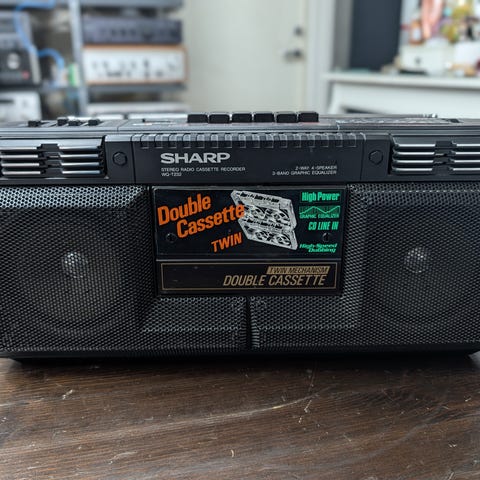 SHARP
STEREO RADIO CASSETTE RECORDER
WQ-T232
2-WAY 4-SPEAKER
3-BAND GRAPHIC EQUALIZER
Double
Cassette
TWIN
High Power
GRAPHIC EQUALIZER
CD LINE IN
High-Speed
Dubbing
TWIN MECHANISM
DOUBLE CASSETTE